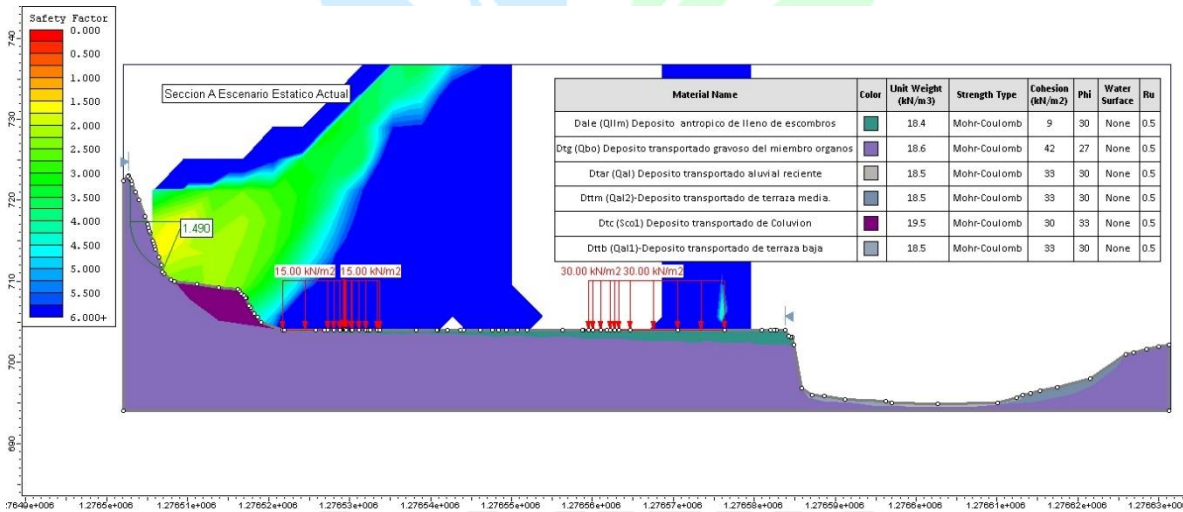 Safety Factor
0.000
0.500
1.000
1.500
2.000
2.500
3.000
3.500
4.000
4.500
5.000
5.500
6.000+
Seccion A Escenario Estatico Actual
Material Name Color Unit Weight (kN/m3) Strength Type Cohesion (kN/m2) Phi Water Surface Ru
Dale (Qllm) Deposito antropico de lleno de escombros 18.4 Mohr-Coulomb 9 30 None 0.5
Dtg (Qbo) Deposito transportado gravoso del miembro organos 18.6 Mohr-Coulomb 42 27 None 0.5
Dtar (Qal) Deposito transportado aluvial reciente 18.5 Mohr-Coulomb 33 30 None 0.5
Dttm (Qal2)-Deposito transportado de terraza media. 18.5 Mohr-Coulomb 33 30 None 0.5
Dtc (Sco1) Deposito transportado de Coluvion 19.5 Mohr-Coulomb 30 33 None 0.5
Dttb (Qal1)-Deposito transportado de terraza baja 18.5 Mohr-Coulomb 33 30 None 0.5
1.490
15.00 kN/m2 15.00 kN/m2
30.00 kN/m2 30.00 kN/m2
740
730
720
710
700
690
27649e+006 1.2765e+006 1.27651e+006 1.27652e+006 1.27653e+006 1.27654e+006 1.27655e+006 1.27656e+006 1.27657e+006 1.27658e+006 1.27659e+006 1.2766e+006 1.27661e+006 1.27662e+006 1.27663e+006